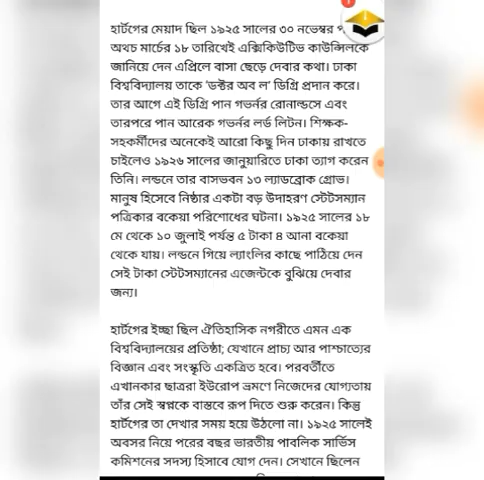 হার্টগের মেয়াদ ছিল ১৯২৫ সালের ৩০ নভেম্বর
অথচ মার্চের ১৮ তারিখেই এক্সিকিউটিভ কাউন্সিলকে
জানিয়ে দেন এপ্রিলে বাসা ছেড়ে দেবার কথা। ঢাকা
বিশ্ববিদ্যালয় তাকে 'ডক্টর অব ল' ডিগ্রি প্রদান করে।
তার আগে এই ডিগ্রি পান গভর্নর রোনাল্ডসে এবং
তারপরে পান আরেক গভর্নর লর্ড লিটন। শিক্ষক-
সহকর্মীদের অনেকেই আরো কিছু দিন ঢাকায় রাখতে
চাইলেও ১৯২৬ সালের জানুয়ারিতে ঢাকা ত্যাগ করেন
তিনি। লন্ডনে তার বাসভবন ১৩ ল্যাডব্রোক গ্রোভ।
মানুষ হিসেবে নিষ্ঠার একটা বড় উদাহরণ স্টেটসম্যান
পত্রিকার বকেয়া পরিশোধের ঘটনা। ১৯২৫ সালের ১৮
মে থেকে ১০ জুলাই পর্যন্ত ৫ টাকা ৪ আনা বকেয়া
থেকে যায়। লন্ডনে গিয়ে ল্যাংলির কাছে পাঠিয়ে দেন
সেই টাকা স্টেটসম্যানের এজেন্টকে বুঝিয়ে দেবার
জন্য।
হার্টগের ইচ্ছা ছিল ঐতিহাসিক নগরীতে এমন এক
বিশ্ববিদ্যালয়ের প্রতিষ্ঠা; যেখানে প্রাচ্য আর পাশ্চাত্যের
বিজ্ঞান এবং সংস্কৃতি একত্রিত হবে। পরবর্তীতে
এখানকার ছাত্ররা ইউরোপ ভ্রমণে নিজেদের যোগ্যতায়
তাঁর সেই স্বপ্নকে বাস্তবে রূপ দিতে শুরু করেন। কিন্তু
হার্টগের তা দেখার সময় হয়ে উঠলো না। ১৯২৫ সালেই
অবসর নিয়ে পরের বছর ভারতীয় পাবলিক সার্ভিস
কমিশনের সদস্য হিসাবে যোগ দেন। সেখানে ছিলেন